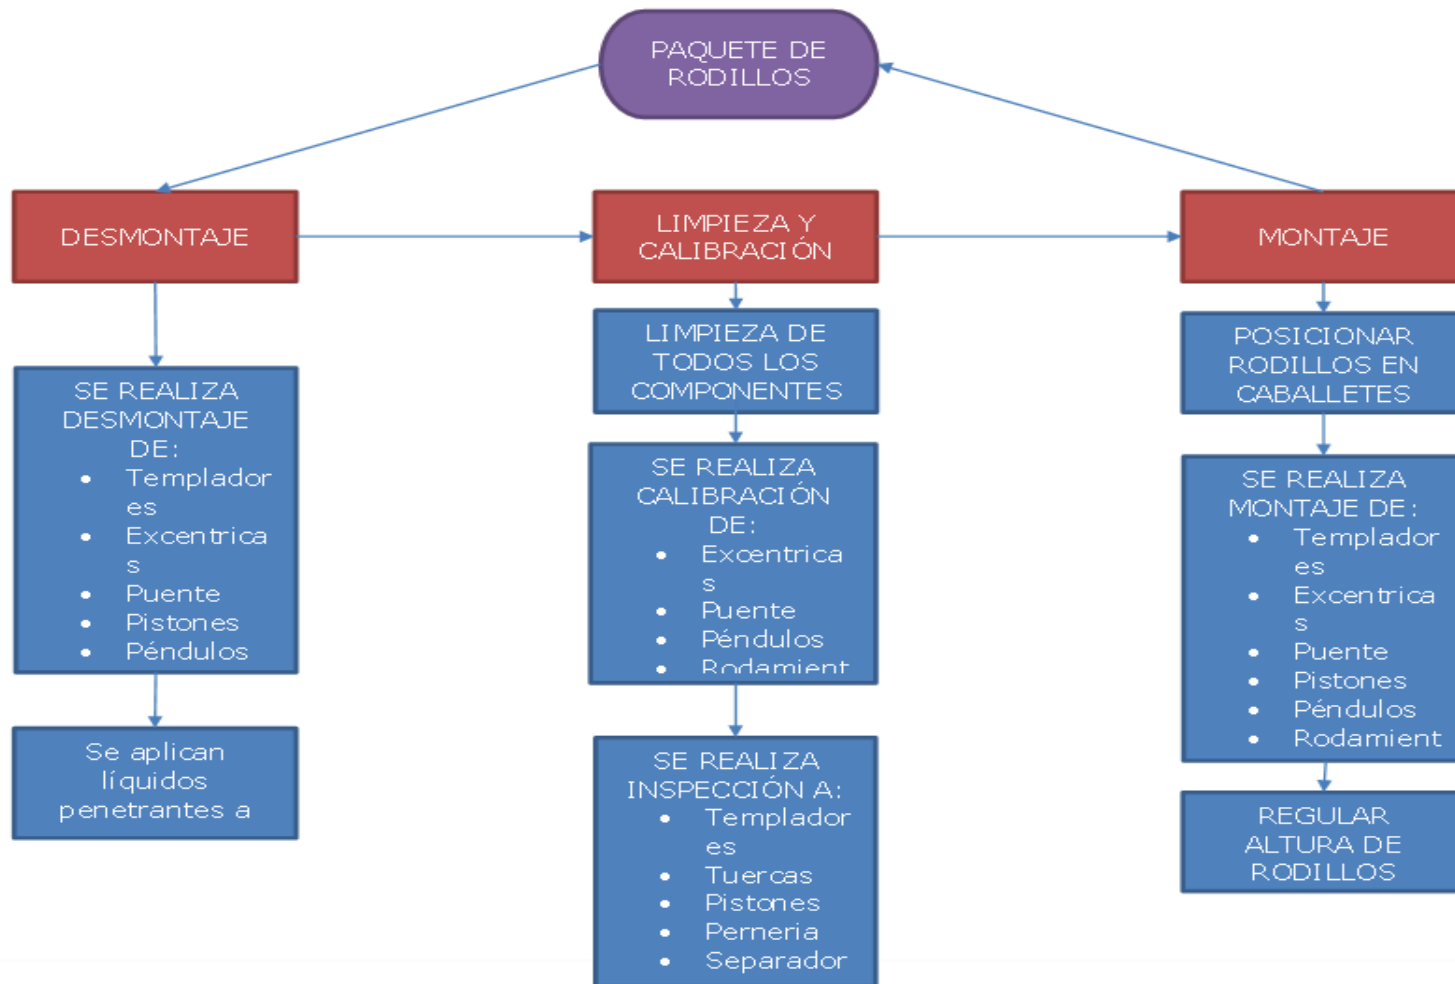 PAQUETE DE
RODILLOS
DESMONTAJE
LIMPIEZA Y
CALIBRACIÓN
MONTAJE
SE REALIZA
DESMONTAJE
DE:
• Templador
es
• Excentrica
s
• Puente
• Pistones
• Péndulos
Se aplican
líquidos
penetrantes a
LIMPIEZA DE
TODOS LOS
COMPONENTES
SE REALIZA
CALIBRACIÓN
DE:
• Excentrica
s
• Puente
• Péndulos
• Rodamient
SE REALIZA
INSPECCIÓN A:
• Templador
es
• Tuercas
• Pistones
• Perneria
• Separador
POSICIONAR
RODILLOS EN
CABALLETES
SE REALIZA
MONTAJE DE:
• Templador
es
• Excentrica
s
• Puente
• Pistones
• Péndulos
• Rodamient
REGULAR
ALTURA DE
RODILLOS